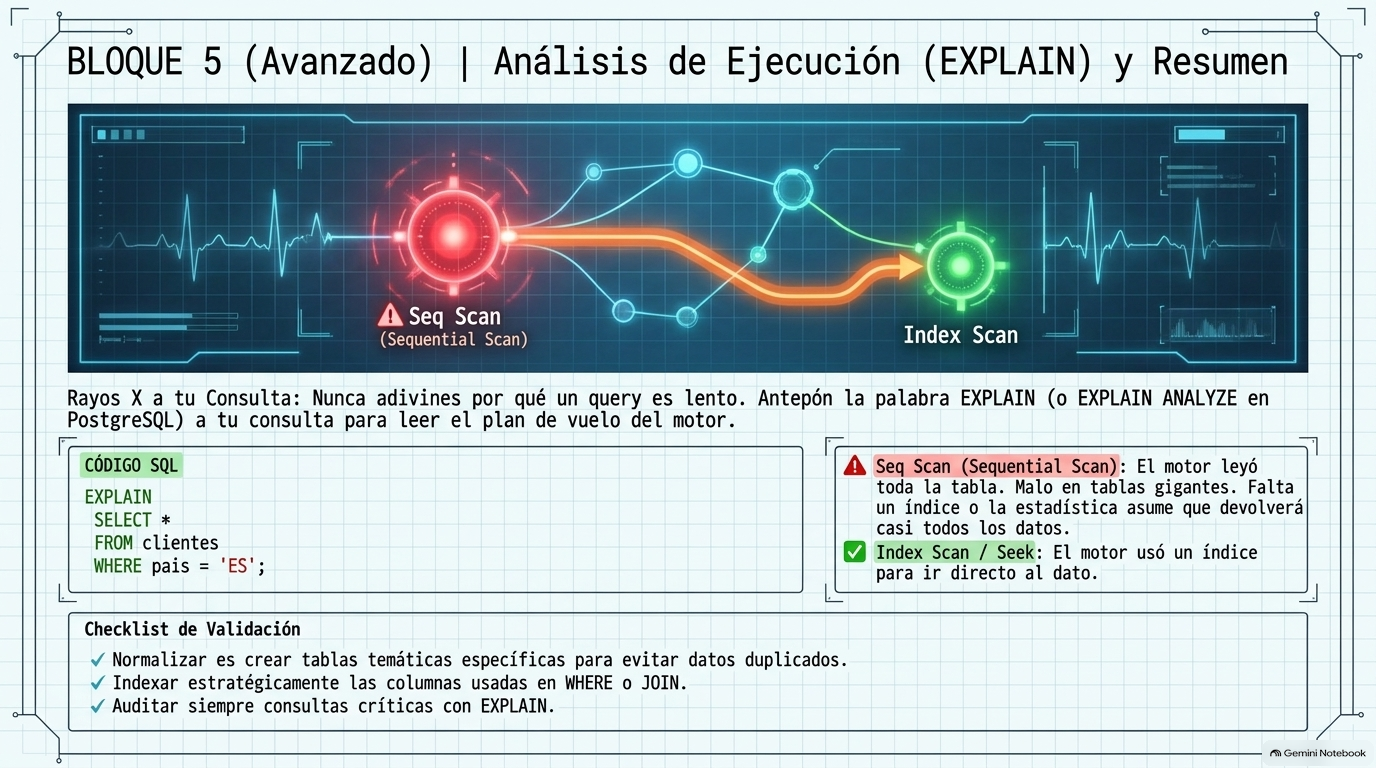 BLOQUE 5 (Avanzado) | Análisis de Ejecución (EXPLAIN) y Resumen
Seq Scan
(Sequential Scan)
Index Scan
Rayos X a tu Consulta: Nunca adivines por qué un query es lento. Antepón la palabra EXPLAIN (o EXPLAIN ANALYZE en
PostgreSQL) a tu consulta para leer el plan de vuelo del motor.
CÓDIGO SQL
EXPLAIN
SELECT *
FROM clientes
WHERE pais = 'ES';
Seq Scan (Sequential Scan): El motor leyó
toda la tabla. Malo en tablas gigantes. Falta
un índice o la estadística asume que devolverá
casi todos los datos.
Index Scan / Seek: El motor usó un índice
para ir directo al dato.
Checklist de Validación
Normalizar es crear tablas temáticas específicas para evitar datos duplicados.
Indexar estratégicamente las columnas usadas en WHERE o JOIN.
Auditar siempre consultas críticas con EXPLAIN.
Gemini Notebook